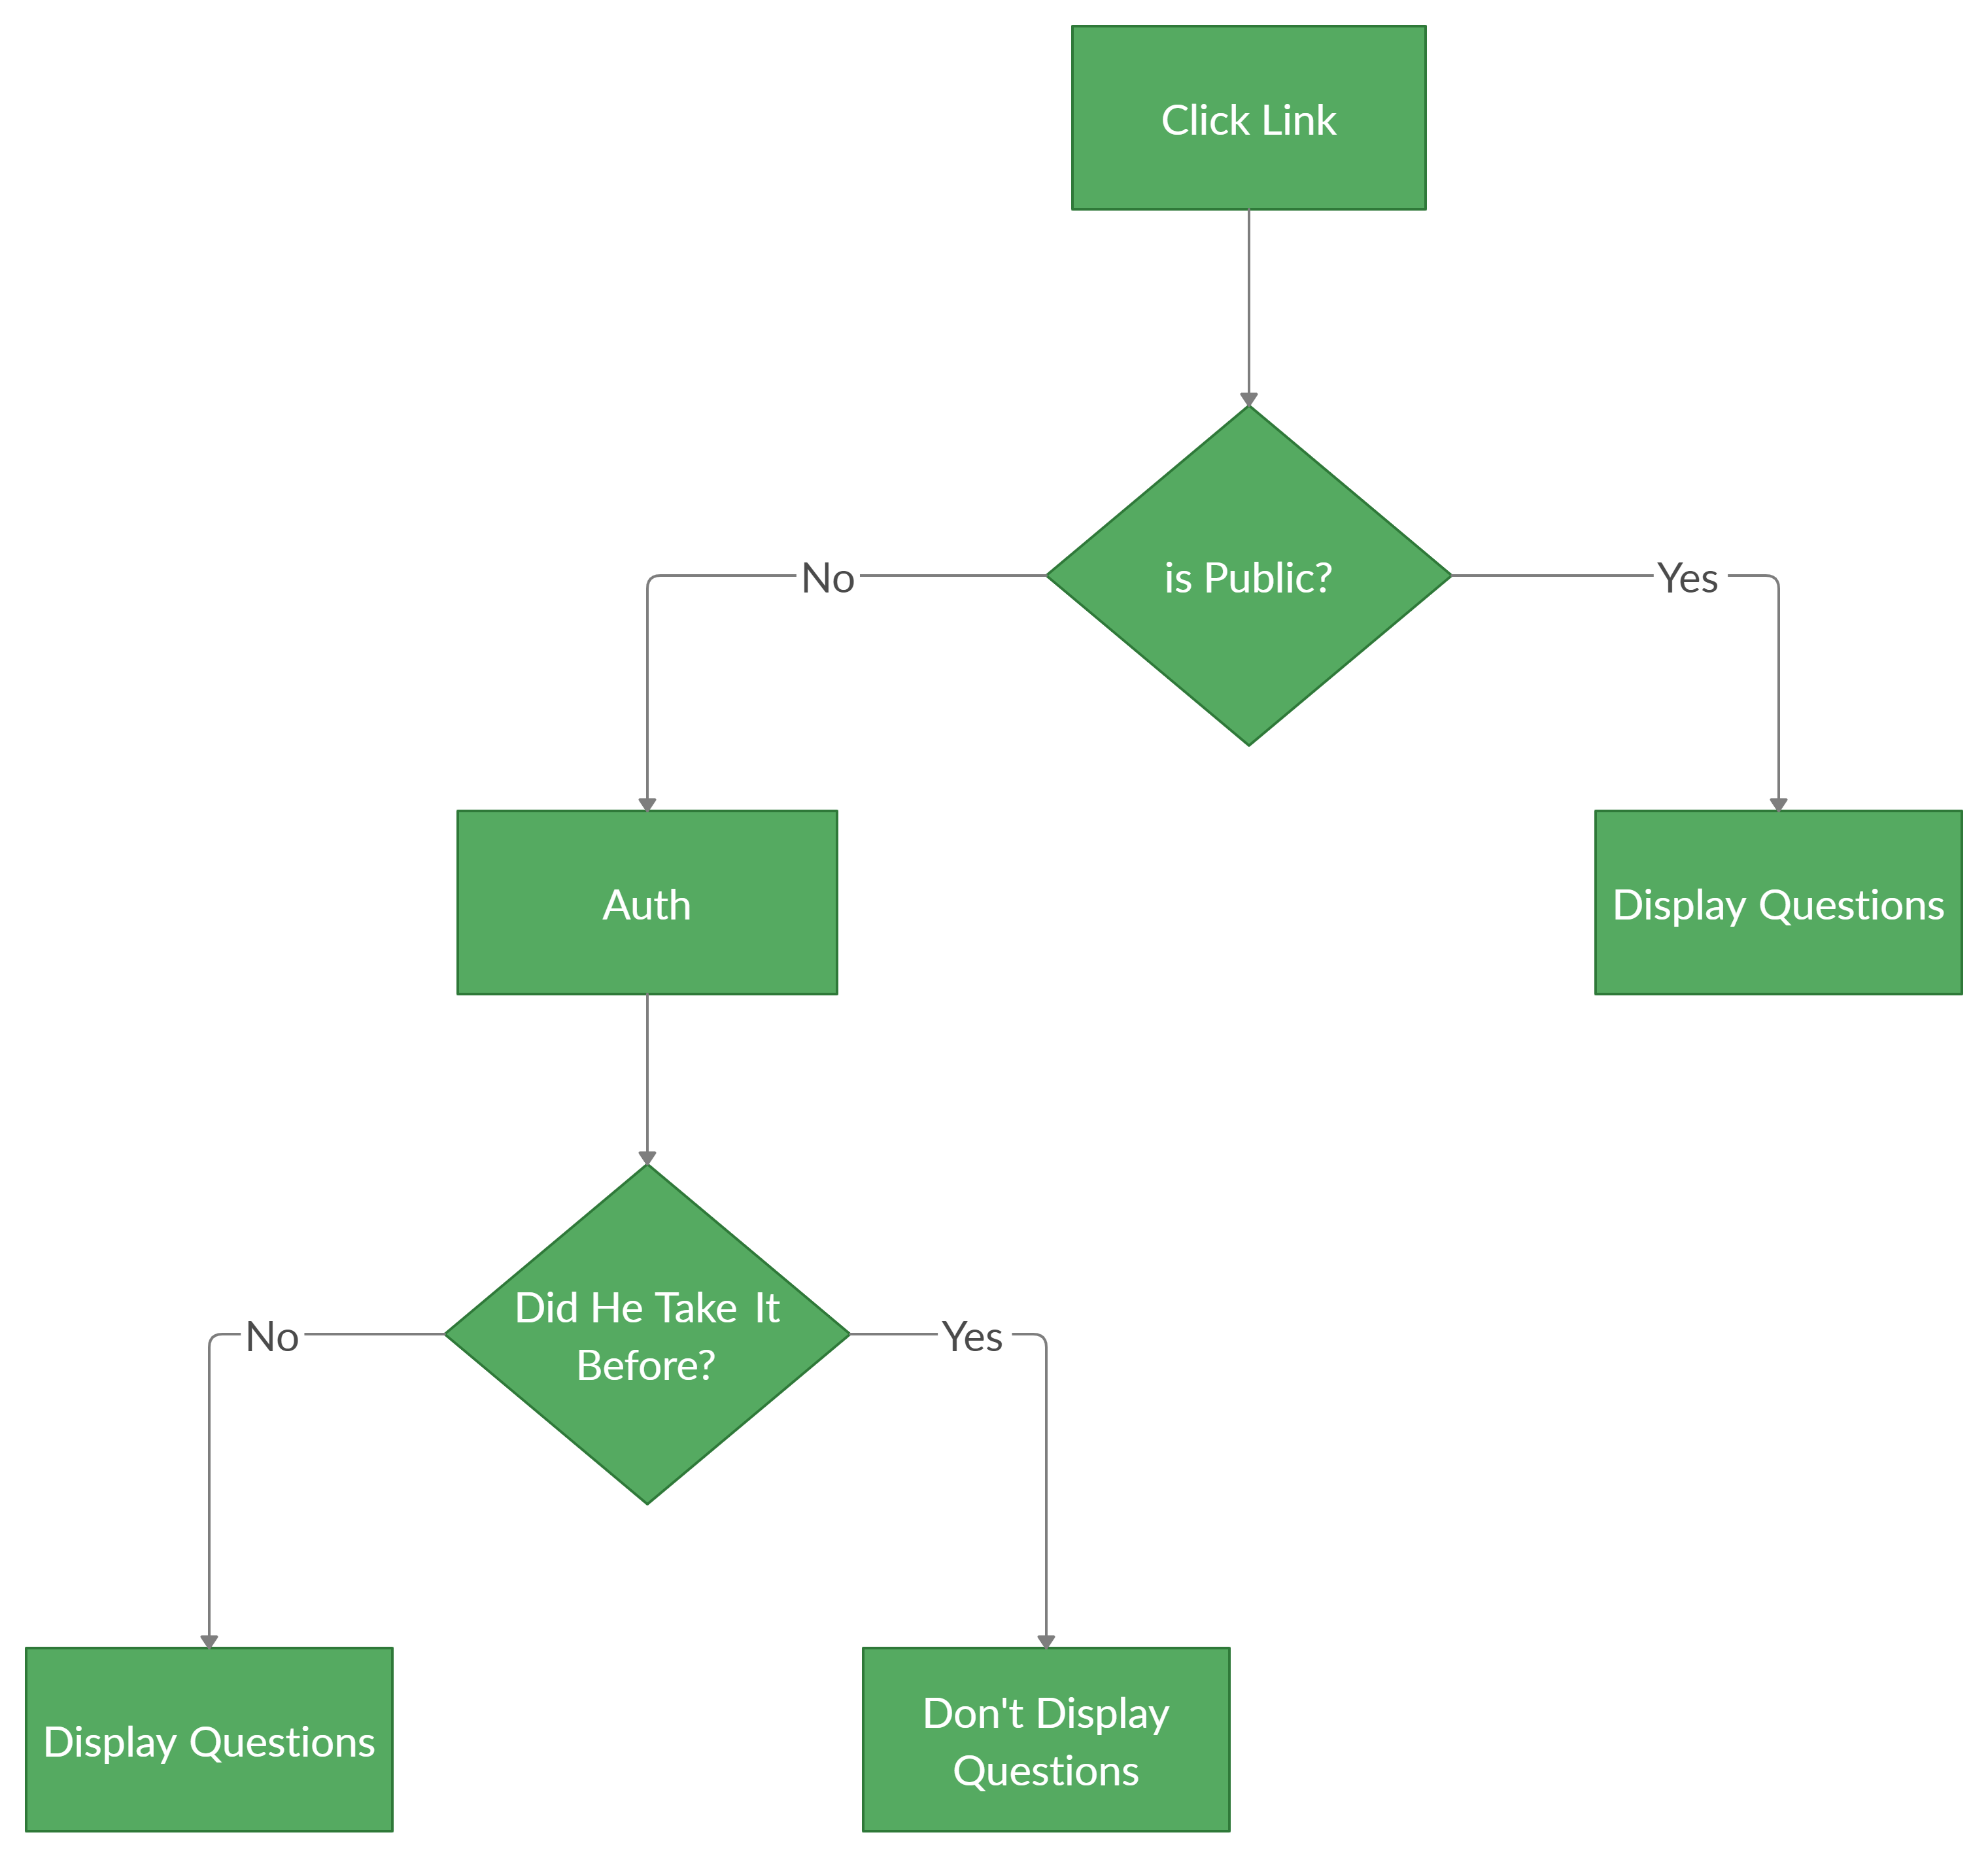 Click Link
is Public?
No
Yes
Auth
Display Questions
Did He Take It
Before?
No
Yes
Display Questions
Don't Display
Questions